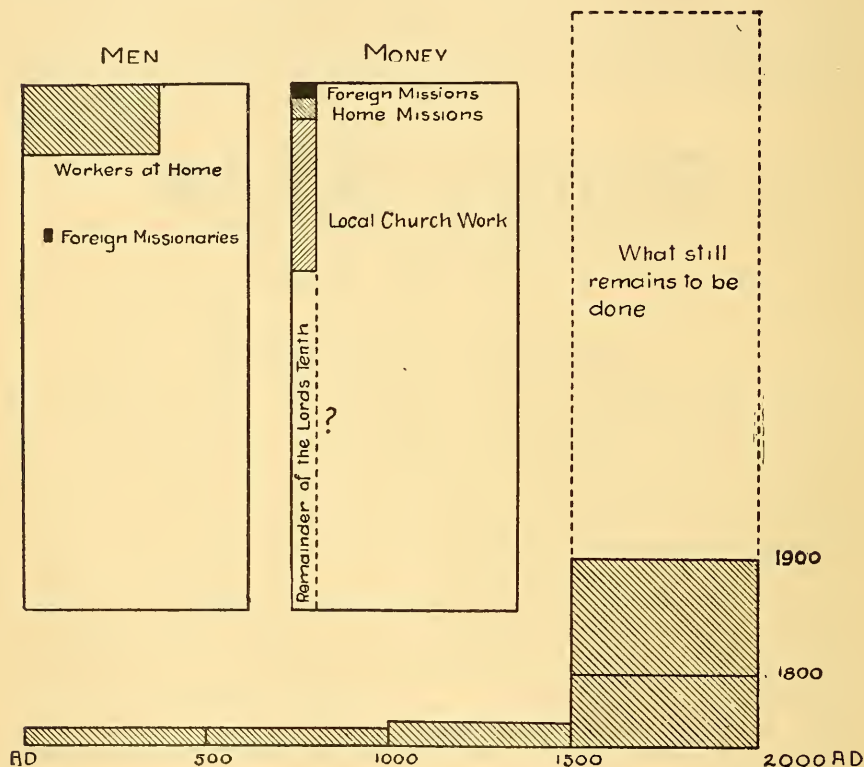 MEN
Workers at Home
Foreign Missionaries
MONEY
Foreign Missions
Home Missions
Local Church Work
Remainder of the Lords Tenth
?
What still
remains to be
done
1900
1800
AD
500
1000
1500
2000 AD